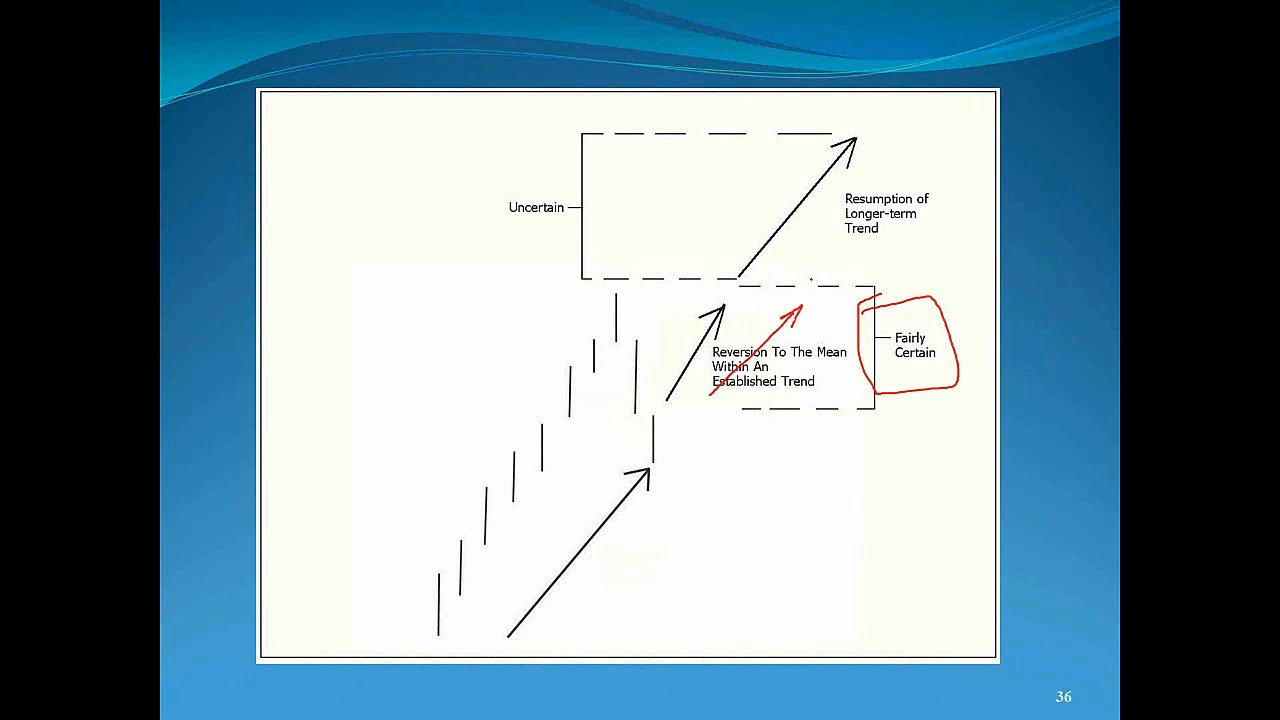 Uncertain
Resumption of
Longer-term
Trend
Fairly
Certain
Reversion To The Mean
Within An
Established Trend
36